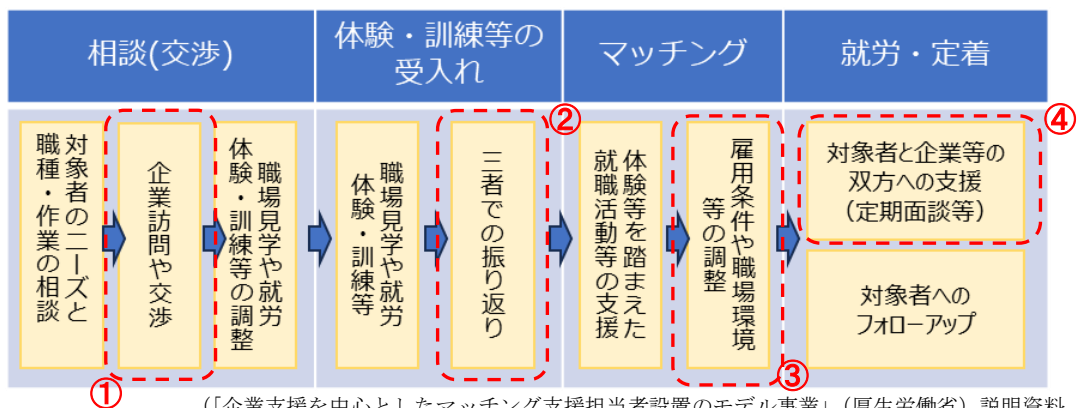 相談(交渉)
体験・訓練等の
受入れ
マッチング
就労・定着
対象者のニーズと
職種・作業の相談
企業訪問や交渉
職場見学や就労
体験・訓練等の調整
職場見学や就労
体験・訓練等
三者での振り返り
体験等を踏まえた
就職活動等の支援
雇用条件や職場環境
等の調整
対象者と企業等の
双方への支援
（定期面談等）
対象者への
フォローアップ
①
②
③
④
（「企業支援を中心としたマッチング支援担当者設置のモデル事業」（厚生労働省）説明資料